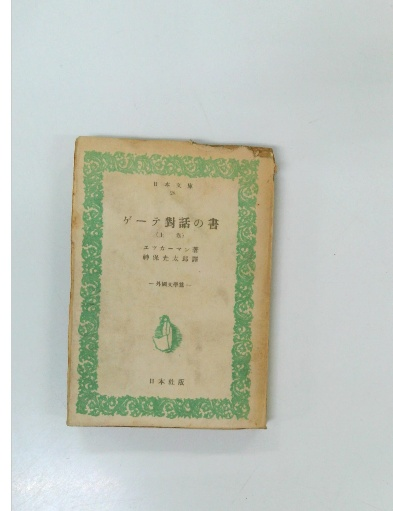 日本文庫
ゲーテ對話の書
(上巻)
エッカーマン著
神保光太郎譯
—外國文學篇—
日本社版